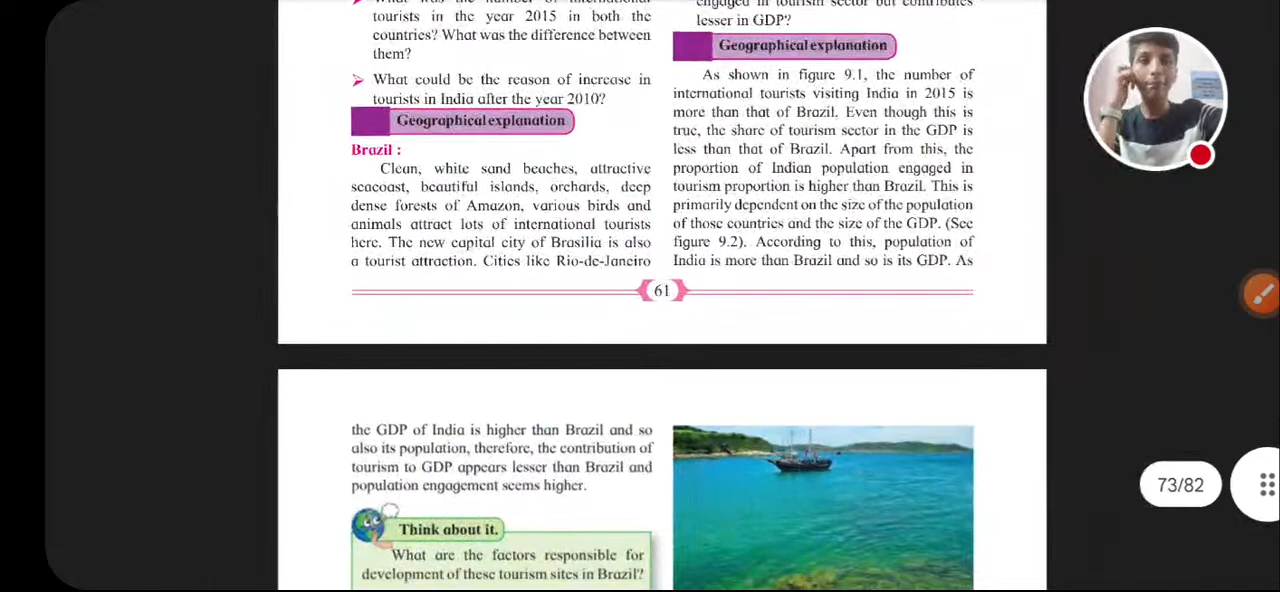 tourists in the year 2015 in both the
countries? What was the difference between
them?
➤ What could be the reason of increase in
tourists in India after the year 2010?
Geographical explanation
Brazil :
Clean, white sand beaches, attractive
seacoast, beautiful islands, orchards, deep
dense forests of Amazon, various birds and
animals attract lots of international tourists
here. The new capital city of Brasilia is also
a tourist attraction. Cities like Rio-de-Janeiro
engaged in tourism sector but contributes
lesser in GDP?
Geographical explanation
As shown in figure 9.1, the number of
international tourists visiting India in 2015 is
more than that of Brazil. Even though this is
true, the share of tourism sector in the GDP is
less than that of Brazil. Apart from this, the
proportion of Indian population engaged in
tourism proportion is higher than Brazil. This is
primarily dependent on the size of the population
of those countries and the size of the GDP. (See
figure 9.2). According to this, population of
India is more than Brazil and so is its GDP. As
61
the GDP of India is higher than Brazil and so
also its population, therefore, the contribution of
tourism to GDP appears lesser than Brazil and
population engagement seems higher.
Think about it.
What are the factors responsible for
development of these tourism sites in Brazil?
73/82